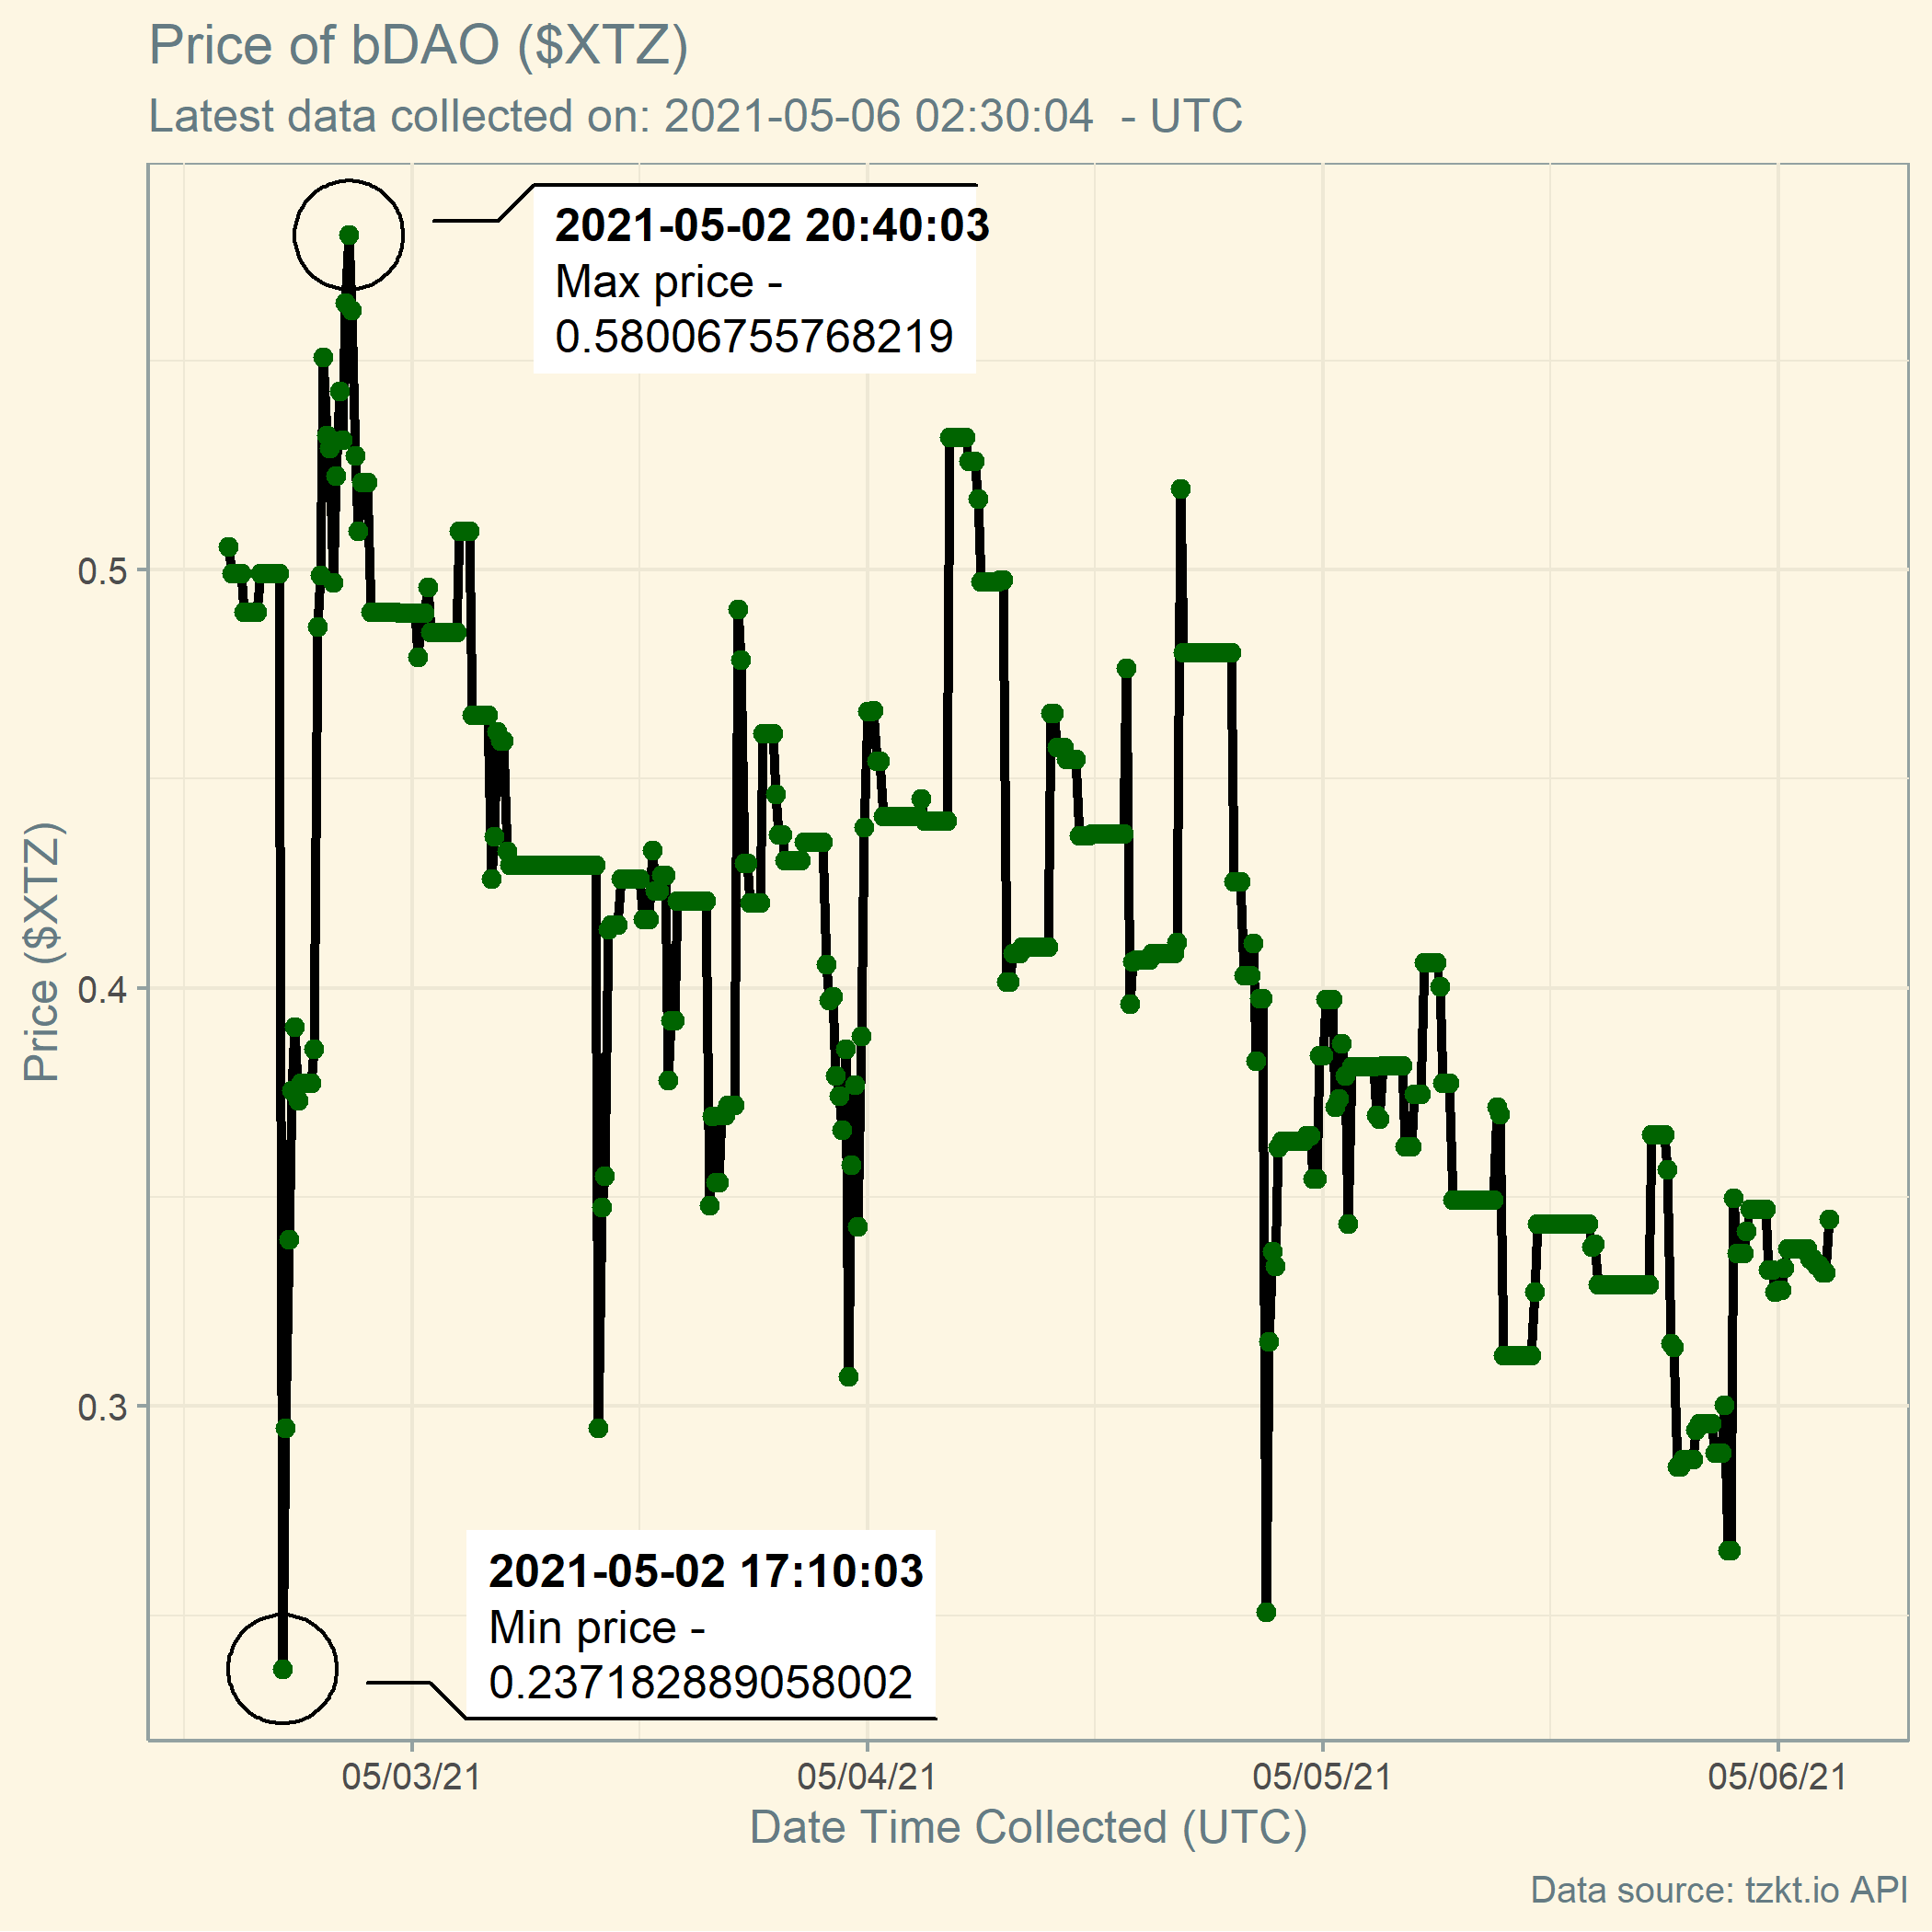 Price of bDAO ($XTZ)
Latest data collected on: 2021-05-06 02:30:04  - UTC
2021-05-02 20:40:03
Max price -
0.58006755768219
0.5
Price ($XTZ)
0.4
0.3
2021-05-02 17:10:03
Min price -
0.237182889058002
05/03/21
05/04/21
05/05/21
05/06/21
Date Time Collected (UTC)
Data source: tzkt.io API